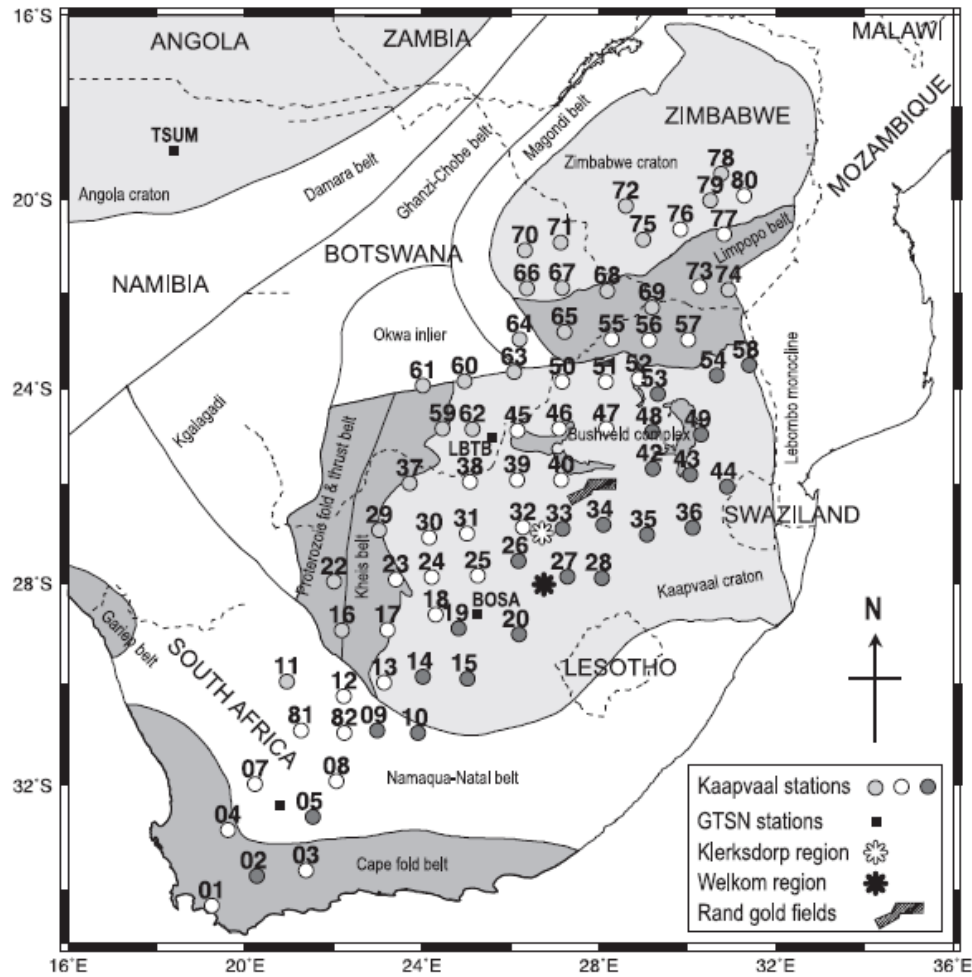 16°S
ANGOLA
ZAMBIA
MALAWI
ZIMBABWE
MOZAMBIQUE
TSUM
Magondi belt
Zimbabwe craton
78
Damara belt
Ghanzi-Chobe belt
Angola craton
72
79
80
20°S
70
71
75
76
77
Limpopo belt
BOTSWANA
NAMIBIA
66
67
68
73
74
69
Okwa inlier
64
65
55
56
57
61
60
63
50
51
52
53
54
58
24°S
Lebombo monocline
Kgalagadi
59
62
45
46
47
48
49
LBTB
Bushveld complex
Proterozois fold & thrust belt
37
38
39
40
42
43
44
SWAZILAND
29
30
31
32
33
34
35
36
Kheis belt
26
22
23
24
25
27
28
28°S
Kaapvaal craton
BOSA
16
17
18
19
20
N
Gariep belt
SOUTH AFRICA
LESOTHO
11
12
13
14
15
81
82
09
10
07
08
Namaqua-Natal belt
32°S
04
05
02
03
Cape fold belt
01
Kaapvaal stations
GTSN stations
Klerksdorp region
Welkom region
Rand gold fields
16°E
20°E
24°E
28°E
32°E
36°E